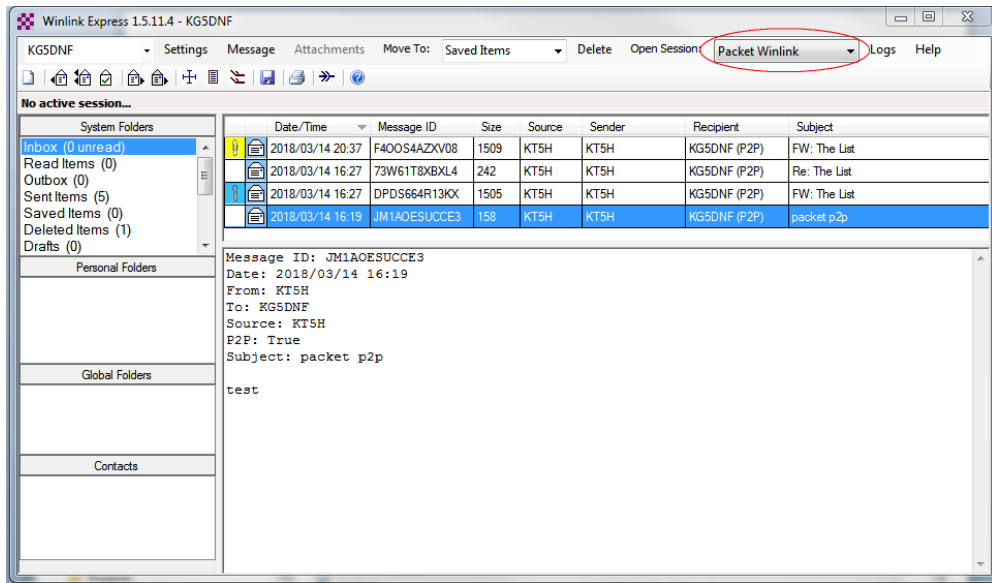 Winlink Express 1.5.11.4 - KG5DNF
KG5DNF Settings Message Attachments Move To: Saved Items Delete Open Session: Packet Winlink Logs Help
No active session...
System Folders
Inbox (0 unread)
Read Items (0)
Outbox (0)
Sent Items (5)
Saved Items (0)
Deleted Items (1)
Drafts (0)
Personal Folders
Global Folders
Contacts
Date/Time Message ID Size Source Sender Recipient Subject
2018/03/14 20:37 F4OOS4AZXV08 1509 KT5H KT5H KG5DNF (P2P) FW: The List
2018/03/14 16:27 73W61T8XBXL4 242 KT5H KT5H KG5DNF (P2P) Re: The List
2018/03/14 16:27 DPDS664R13KX 1505 KT5H KT5H KG5DNF (P2P) FW: The List
2018/03/14 16:19 JM1AOESUCCE3 158 KT5H KT5H KG5DNF (P2P) packet p2p
Message ID: JM1AOESUCCE3
Date: 2018/03/14 16:19
From: KT5H
To: KG5DNF
Source: KT5H
P2P: True
Subject: packet p2p
test